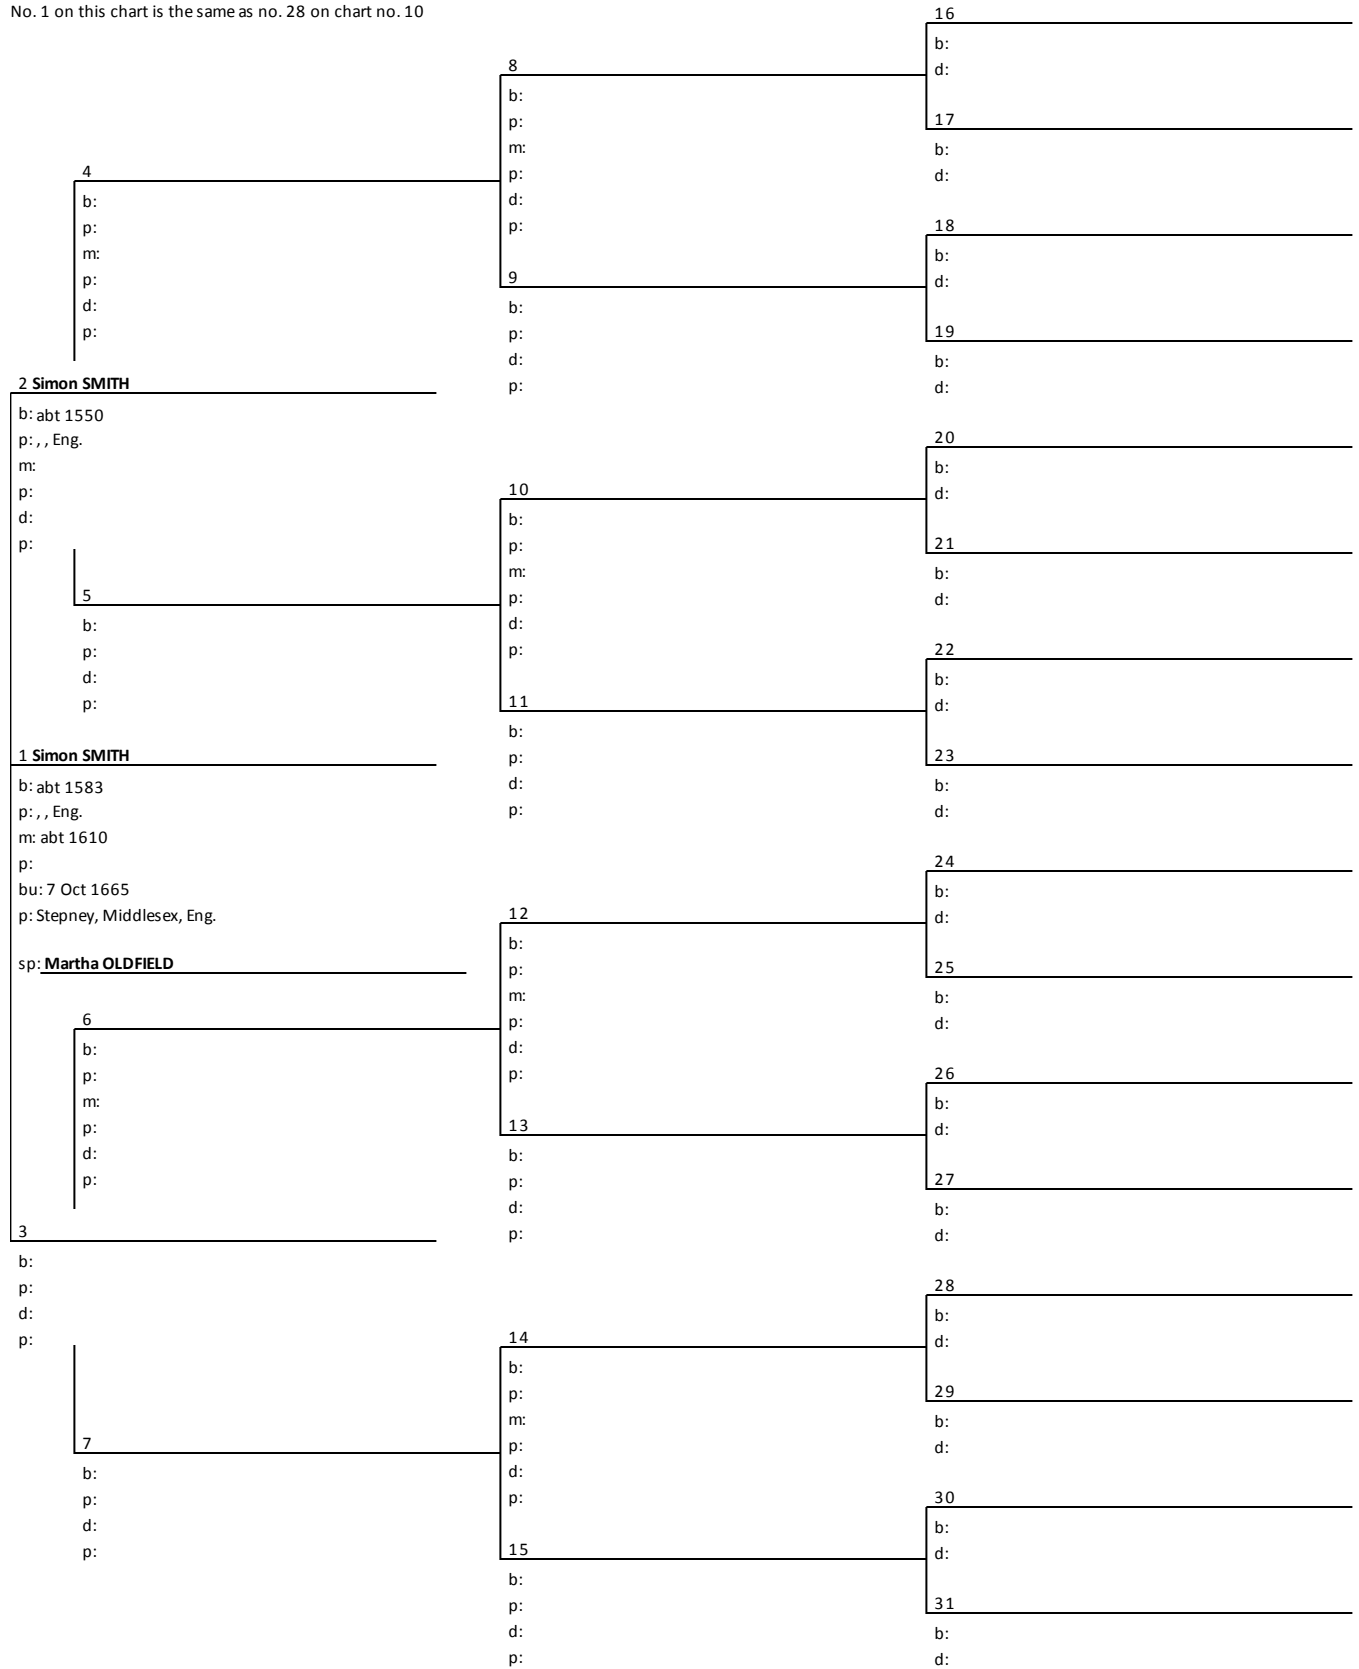 No. 1 on this chart is the same as no. 28 on chart no. 10
16
b:
d:
8
b:
p:
m:
p:
d:
p:
17
b:
d:
4
b:
p:
m:
p:
d:
p:
18
b:
d:
9
b:
p:
d:
p:
19
b:
d:
2 Simon SMITH
b: abt 1550
p: , , Eng.
m:
p:
d:
p:
20
b:
d:
10
b:
p:
m:
p:
d:
p:
21
b:
d:
5
b:
p:
d:
p:
22
b:
d:
11
b:
p:
d:
p:
23
b:
d:
1 Simon SMITH
b: abt 1583
p: , , Eng.
m: abt 1610
p:
bu: 7 Oct 1665
p: Stepney, Middlesex, Eng.
sp: Martha OLDFIELD
24
b:
d:
12
b:
p:
m:
p:
d:
p:
25
b:
d:
6
b:
p:
m:
p:
d:
p:
26
b:
d:
13
b:
p:
d:
p:
27
b:
d:
3
b:
p:
d:
p:
28
b:
d:
14
b:
p:
m:
p:
d:
p:
29
b:
d:
7
b:
p:
d:
p:
30
b:
d:
15
b:
p:
d:
p:
31
b:
d: